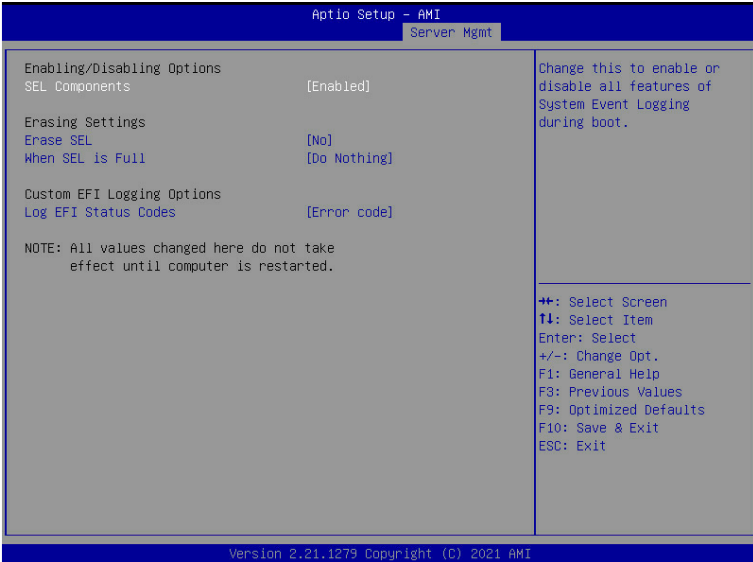 Aptio Setup – AMI
Server Mgmt
Enabling/Disabling Options
SEL Components [Enabled]
Erasing Settings
Erase SEL [No]
When SEL is Full [Do Nothing]
Custom EFI Logging Options
Log EFI Status Codes [Error code]
NOTE: All values changed here do not take
effect until computer is restarted.
Change this to enable or
disable all features of
System Event Logging
during boot.
→←: Select Screen
↑↓: Select Item
Enter: Select
+/-: Change Opt.
F1: General Help
F3: Previous Values
F9: Optimized Defaults
F10: Save & Exit
ESC: Exit
Version 2.21.1279 Copyright (C) 2021 AMI